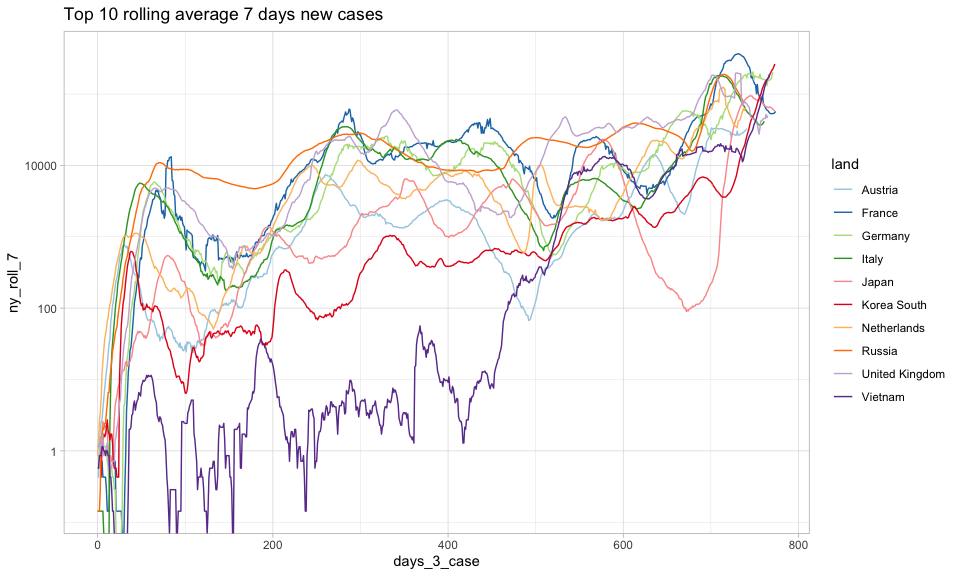 Top 10 rolling average 7 days new cases
ny_roll_7
10000
100
1
0
200
400
600
800
days_3_case
land
Austria
France
Germany
Italy
Japan
Korea South
Netherlands
Russia
United Kingdom
Vietnam